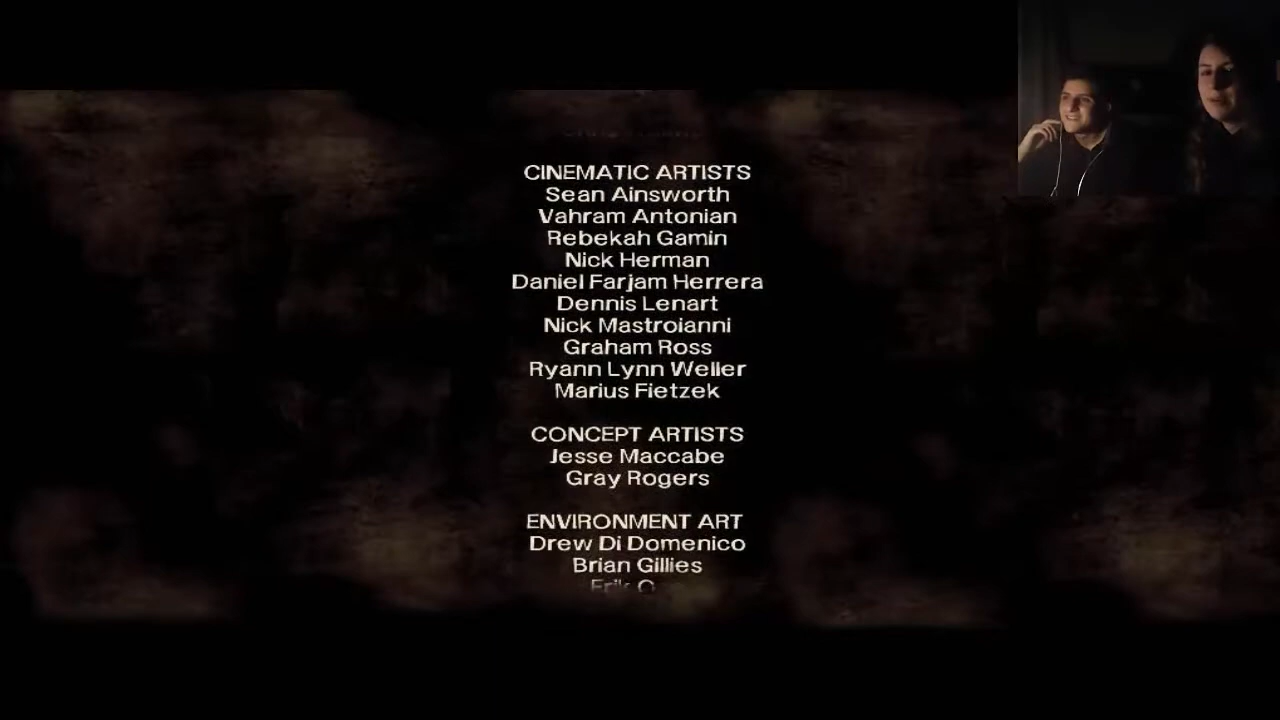 CINEMATIC ARTISTS
Sean Ainsworth
Vahram Antonian
Rebekah Gamin
Nick Herman
Daniel Farjam Herrera
Dennis Lenart
Nick Mastroianni
Graham Ross
Ryann Lynn Weller
Marius Fietzek
CONCEPT ARTISTS
Jesse Maccabe
Gray Rogers
ENVIRONMENT ART
Drew Di Domenico
Brian Gillies